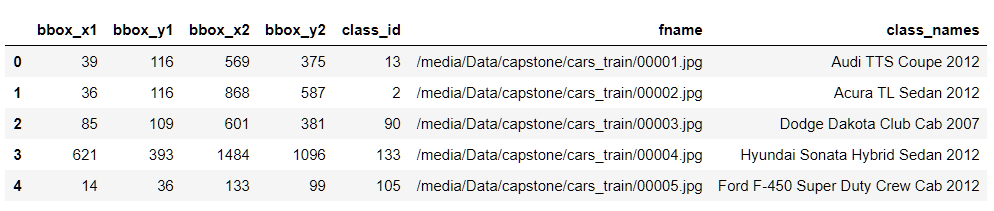 bbox_x1 bbox_y1 bbox_x2 bbox_y2 class_id fname class_names
0 39 116 569 375 13 /media/Data/capstone/cars_train/00001.jpg Audi TTS Coupe 2012
1 36 116 868 587 2 /media/Data/capstone/cars_train/00002.jpg Acura TL Sedan 2012
2 85 109 601 381 90 /media/Data/capstone/cars_train/00003.jpg Dodge Dakota Club Cab 2007
3 621 393 1484 1096 133 /media/Data/capstone/cars_train/00004.jpg Hyundai Sonata Hybrid Sedan 2012
4 14 36 133 99 105 /media/Data/capstone/cars_train/00005.jpg Ford F-450 Super Duty Crew Cab 2012